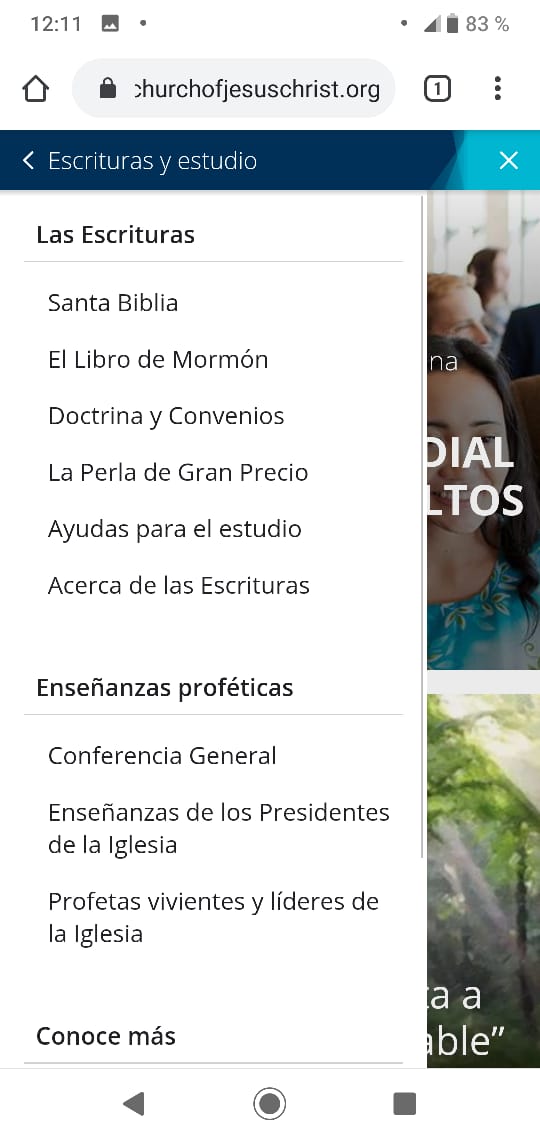 12:11
83 %
churchofjesuschrist.org
1
Escrituras y estudio
Las Escrituras
Santa Biblia
El Libro de Mormón
Doctrina y Convenios
La Perla de Gran Precio
Ayudas para el estudio
Acerca de las Escrituras
na
DIAL
LTOS
Enseñanzas proféticas
Conferencia General
Enseñanzas de los Presidentes
de la Iglesia
Profetas vivientes y líderes de
la Iglesia
ta a
able”
Conoce más